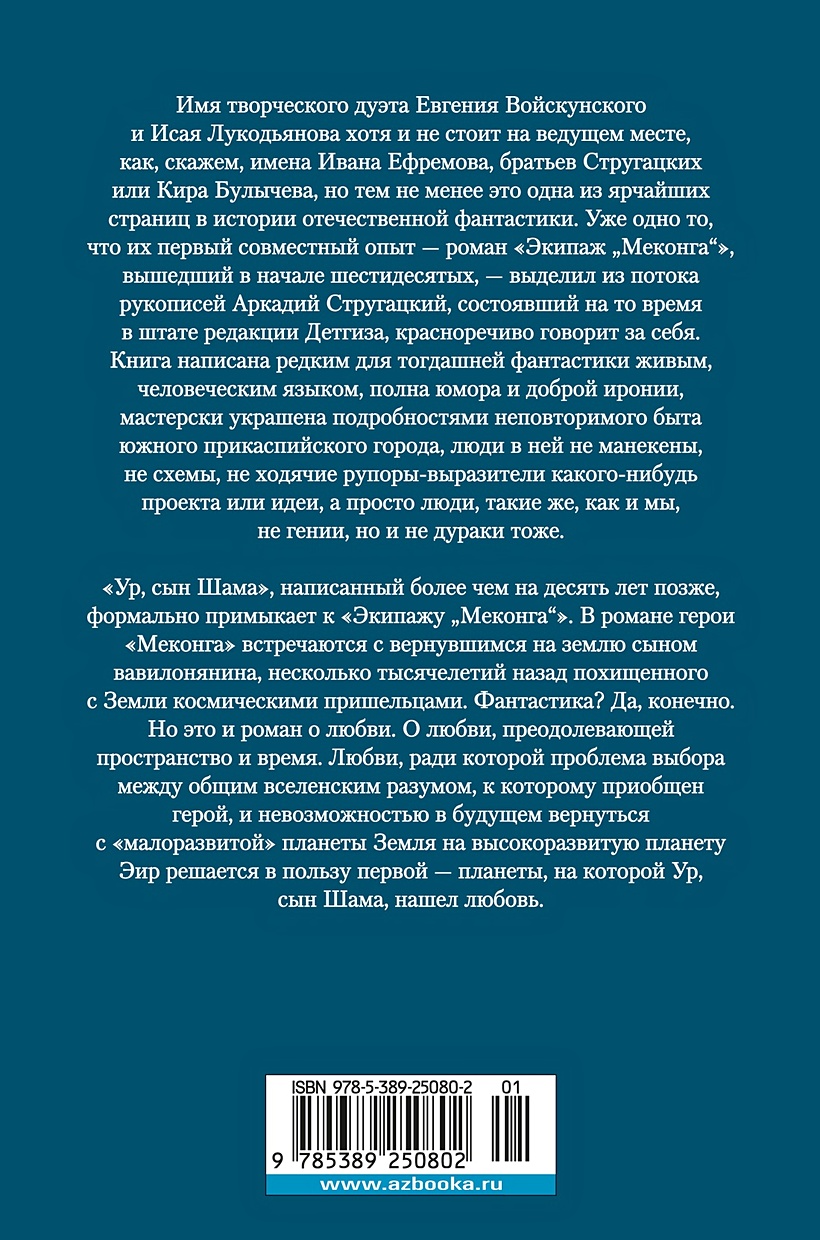 Имя творческого дуэта Евгения Войскунского
и Исая Лукодьянова хотя и не стоит на ведущем месте,
как, скажем, имена Ивана Ефремова, братьев Стругацких
или Кира Булычева, но тем не менее это одна из ярчайших
страниц в истории отечественной фантастики. Уже одно то,
что их первый совместный опыт — роман «Экипаж „Меконга“»,
вышедший в начале шестидесятых, — выделил из потока
рукописей Аркадий Стругацкий, состоявший на то время
в штате редакции Детгиза, красноречиво говорит за себя.
Книга написана редким для тогдашней фантастики живым,
человеческим языком, полна юмора и доброй иронии,
мастерски украшена подробностями неповторимого быта
южного прикаспийского города, люди в ней не манекены,
не схемы, не ходячие рупоры-выразители какого-нибудь
проекта или идеи, а просто люди, такие же, как и мы,
не гении, но и не дураки тоже.
«Ур, сын Шама», написанный более чем на десять лет позже,
формально примыкает к «Экипажу „Меконга“». В романе герои
«Меконга» встречаются с вернувшимся на землю сыном
вавилонянина, несколько тысячелетий назад похищенного
с Земли космическими пришельцами. Фантастика? Да, конечно.
Но это и роман о любви. О любви, преодолевающей
пространство и время. Любви, ради которой проблема выбора
между общим вселенским разумом, к которому приобщен
герой, и невозможностью в будущем вернуться
с «малоразвитой» планеты Земля на высокоразвитую планету
Эир решается в пользу первой — планеты, на которой Ур,
сын Шама, нашел любовь.
ISBN 978-5-389-25080-2 01
9 785389 250802
www.azbooka.ru